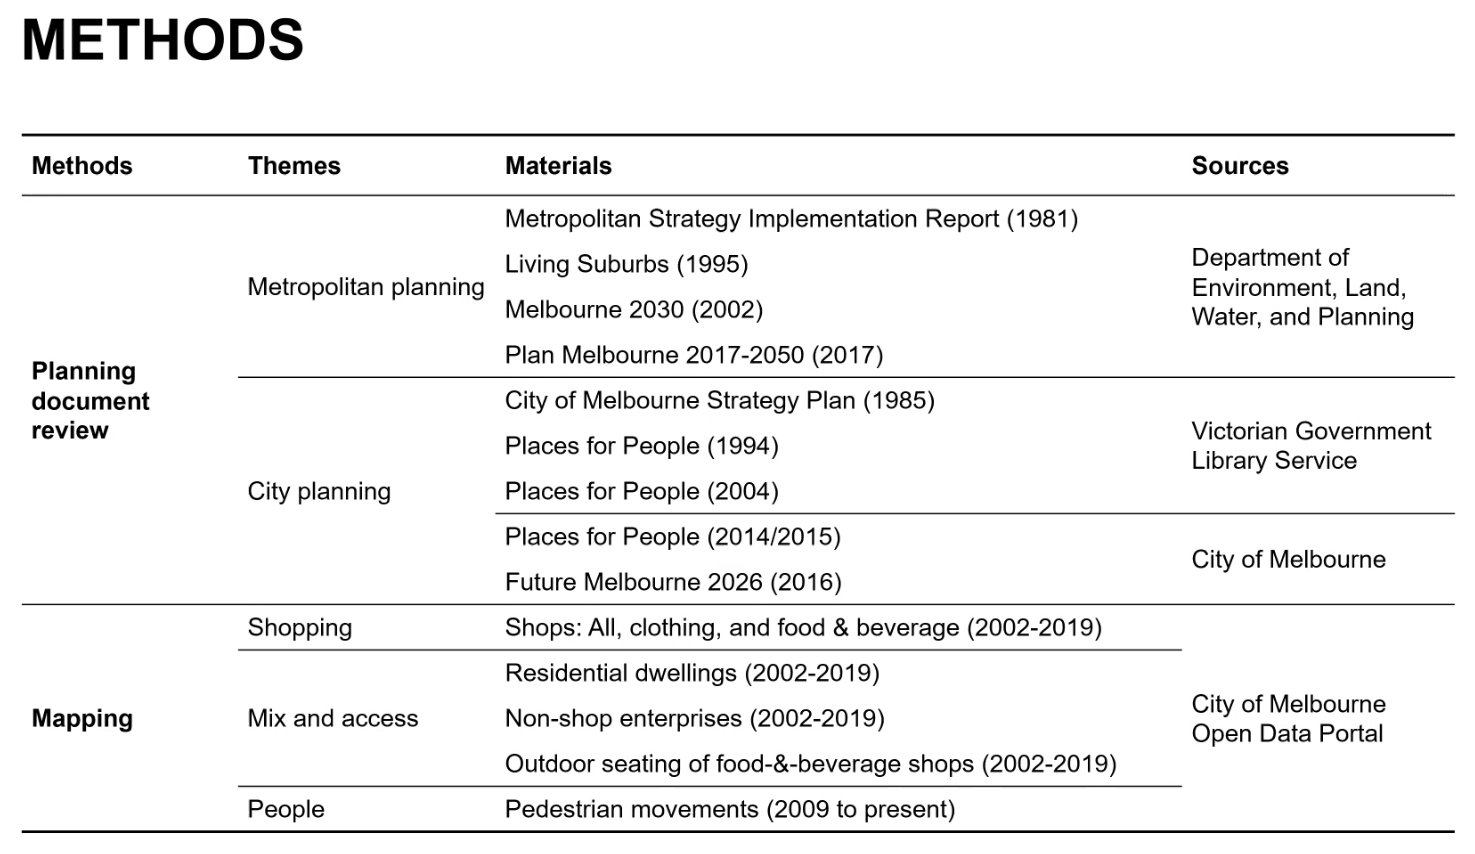 METHODS
Methods Themes Materials Sources
Metropolitan Strategy Implementation Report (1981)
Living Suburbs (1995)
Metropolitan planning
Melbourne 2030 (2002)
Plan Melbourne 2017-2050 (2017)
Department of
Environment, Land,
Water, and Planning
Planning
document
review
City of Melbourne Strategy Plan (1985)
Places for People (1994)
City planning
Places for People (2004)
Victorian Government
Library Service
Places for People (2014/2015)
Future Melbourne 2026 (2016)
City of Melbourne
Shopping
Shops: All, clothing, and food & beverage (2002-2019)
Mapping
Mix and access
Residential dwellings (2002-2019)
Non-shop enterprises (2002-2019)
Outdoor seating of food-&-beverage shops (2002-2019)
City of Melbourne
Open Data Portal
People
Pedestrian movements (2009 to present)